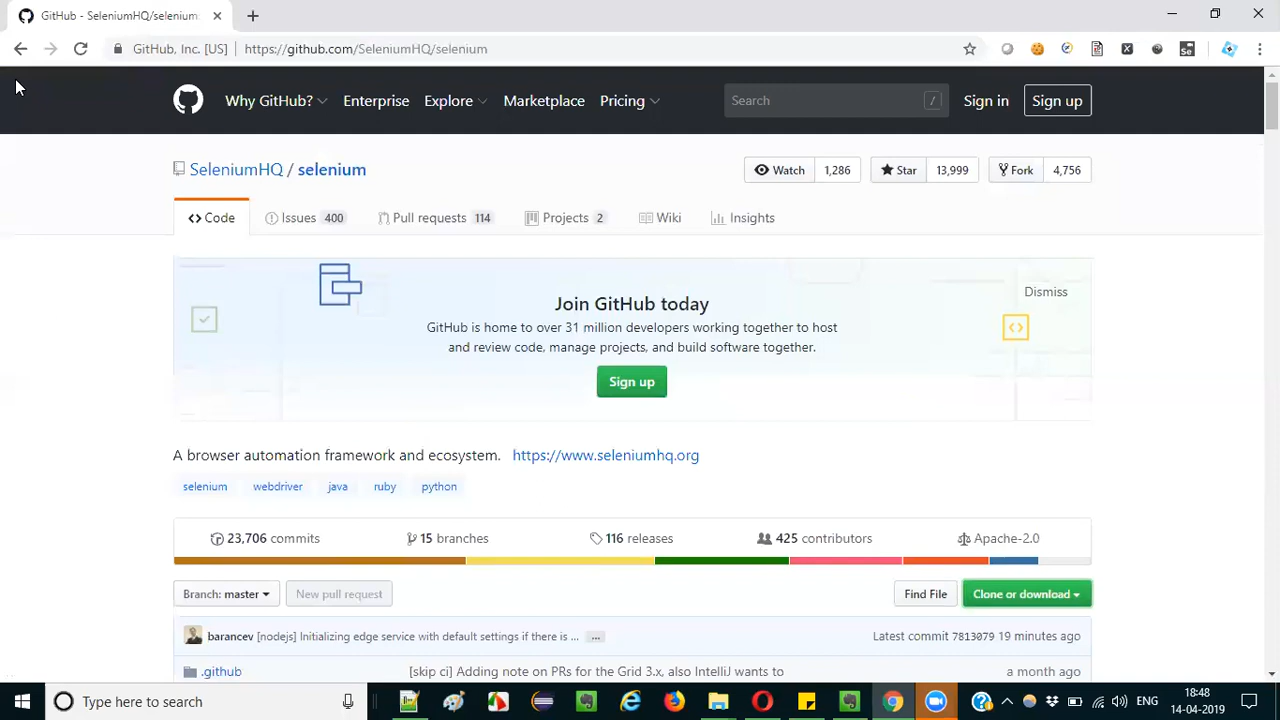 GitHub - SeleniumHQ/selenium:
GitHub, Inc. [US] https://github.com/SeleniumHQ/selenium
Why GitHub? Enterprise Explore Marketplace Pricing Search / Sign in Sign up
SeleniumHQ / selenium Watch 1,286 Star 13,999 Fork 4,756
Code Issues 400 Pull requests 114 Projects 2 Wiki Insights
Dismiss
Join GitHub today
GitHub is home to over 31 million developers working together to host
and review code, manage projects, and build software together.
Sign up
A browser automation framework and ecosystem. https://www.seleniumhq.org
selenium webdriver java ruby python
23,706 commits 15 branches 116 releases 425 contributors Apache-2.0
Branch: master New pull request Find File Clone or download
barancev [nodejs] Initializing edge service with default settings if there is ... ... Latest commit 7813079 19 minutes ago
.github [skip ci] Adding note on PRs for the Grid 3.x, also IntelliJ wants to a month ago
Type here to search ENG 18:48
14-04-2019